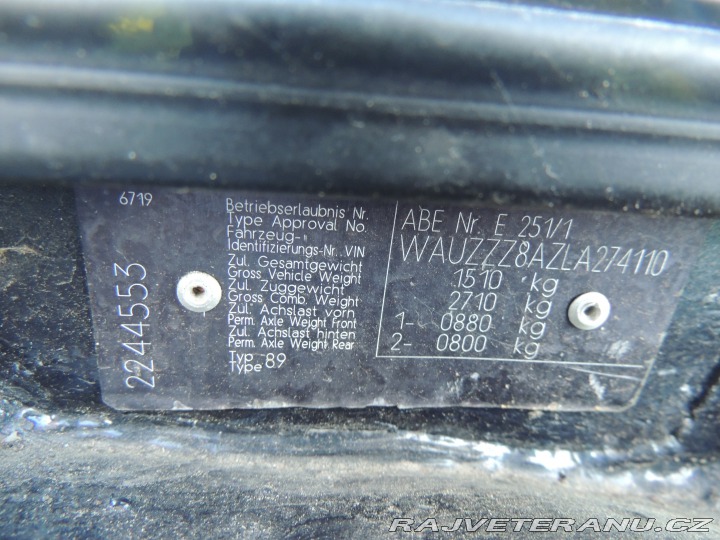 6719
2244553
Betriebserlaubnis Nr. ABE Nr. E 251/1
Type Approval No.
Fahrzeug-
Identifizierungs-Nr. VIN WAUZZZ8AZLA274110
Zul. Gesamtgewicht 1510 kg
Gross Vehicle Weight
Zul. Zuggewicht 2710 kg
Gross Comb. Weight
Zul. Achslast vorn 1- 0880 kg
Perm. Axle Weight Front
Zul. Achslast hinten 2- 0800 kg
Perm. Axle Weight Rear
Typ 89
Type
RAJVETERANU.CZ